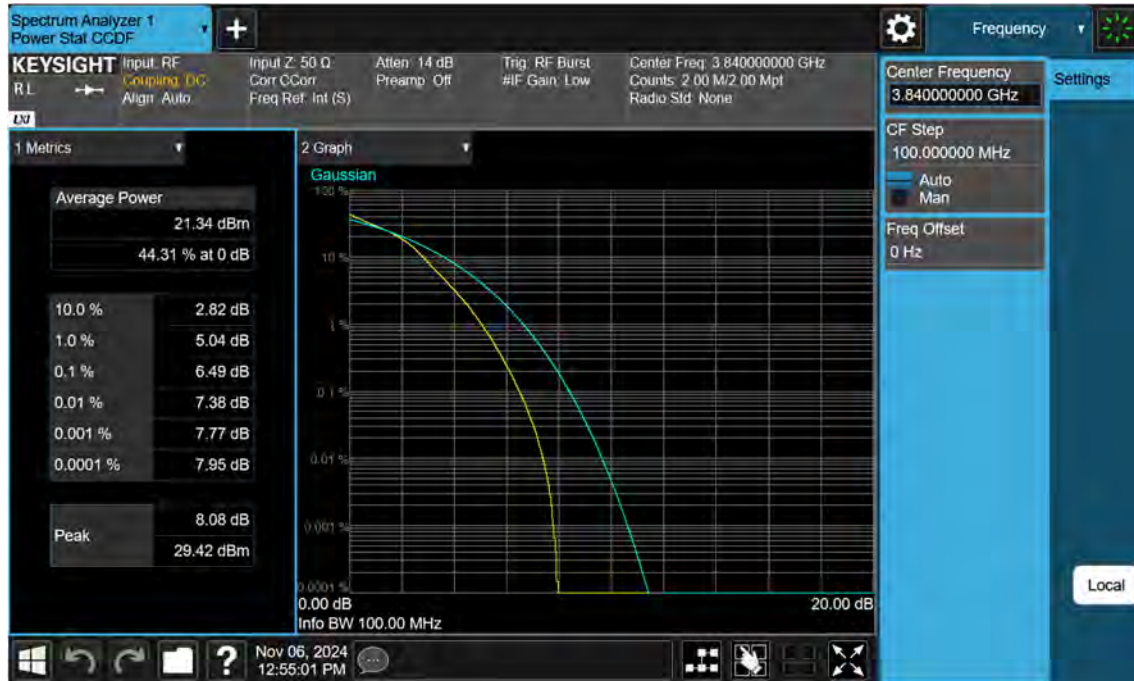 Spectrum Analyzer 1
Power Stat CCDF
+
Frequency
KEYSIGHT
RL
LXI
Input: RF
Coupling: DC
Align: Auto
Input Z: 50 Ω
Corr CCorr
Freq Ref: Int (S)
Atten: 14 dB
Preamp: Off
Trig: RF Burst
#IF Gain: Low
Center Freq: 3.840000000 GHz
Counts: 2.00 M/2.00 Mpt
Radio Std: None
Center Frequency
3.840000000 GHz
Settings
CF Step
100.000000 MHz
Auto
Man
Freq Offset
0 Hz
Local
1 Metrics
Average Power
21.34 dBm
44.31 % at 0 dB
10.0 % 2.82 dB
1.0 % 5.04 dB
0.1 % 6.49 dB
0.01 % 7.38 dB
0.001 % 7.77 dB
0.0001 % 7.95 dB
Peak
8.08 dB
29.42 dBm
2 Graph
Gaussian
100 %
10 %
1 %
0.1 %
0.01 %
0.001 %
0.0001 %
0.00 dB 20.00 dB
Info BW 100.00 MHz
?
Nov 06, 2024
12:55:01 PM